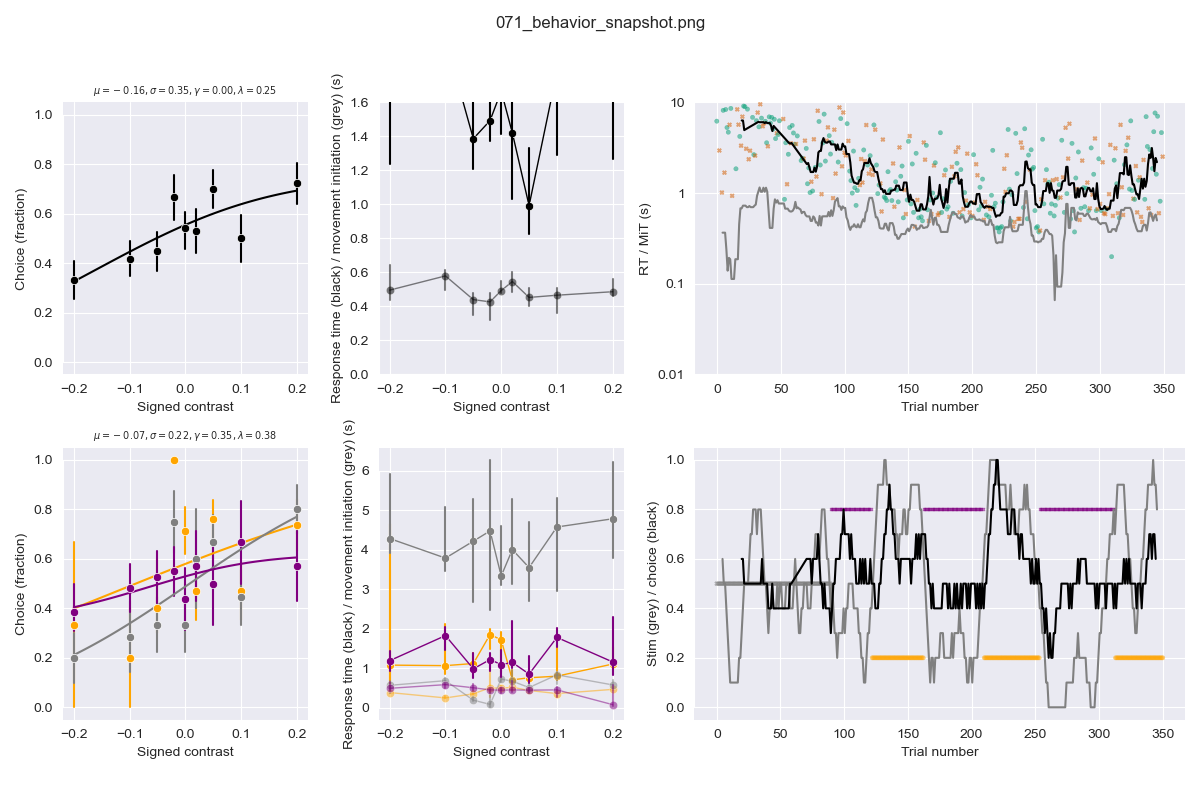 071_behavior_snapshot.png
μ = − 0.16, σ = 0.35, γ = 0.00, λ = 0.25
Choice (fraction)
1.0
0.8
0.6
0.4
0.2
0.0
−0.2 −0.1 0.0 0.1 0.2
Signed contrast
Response time (black) / movement initiation (grey) (s)
1.6
1.4
1.2
1.0
0.8
0.6
0.4
0.2
0.0
−0.2 −0.1 0.0 0.1 0.2
Signed contrast
RT / MiT (s)
10
1
0.1
0.01
0 50 100 150 200 250 300 350
Trial number
μ = − 0.07, σ = 0.22, γ = 0.35, λ = 0.38
Choice (fraction)
1.0
0.8
0.6
0.4
0.2
0.0
−0.2 −0.1 0.0 0.1 0.2
Signed contrast
Response time (black) / movement initiation (grey) (s)
6
5
4
3
2
1
0
−0.2 −0.1 0.0 0.1 0.2
Signed contrast
Stim (grey) / choice (black)
1.0
0.8
0.6
0.4
0.2
0.0
0 50 100 150 200 250 300 350
Trial number